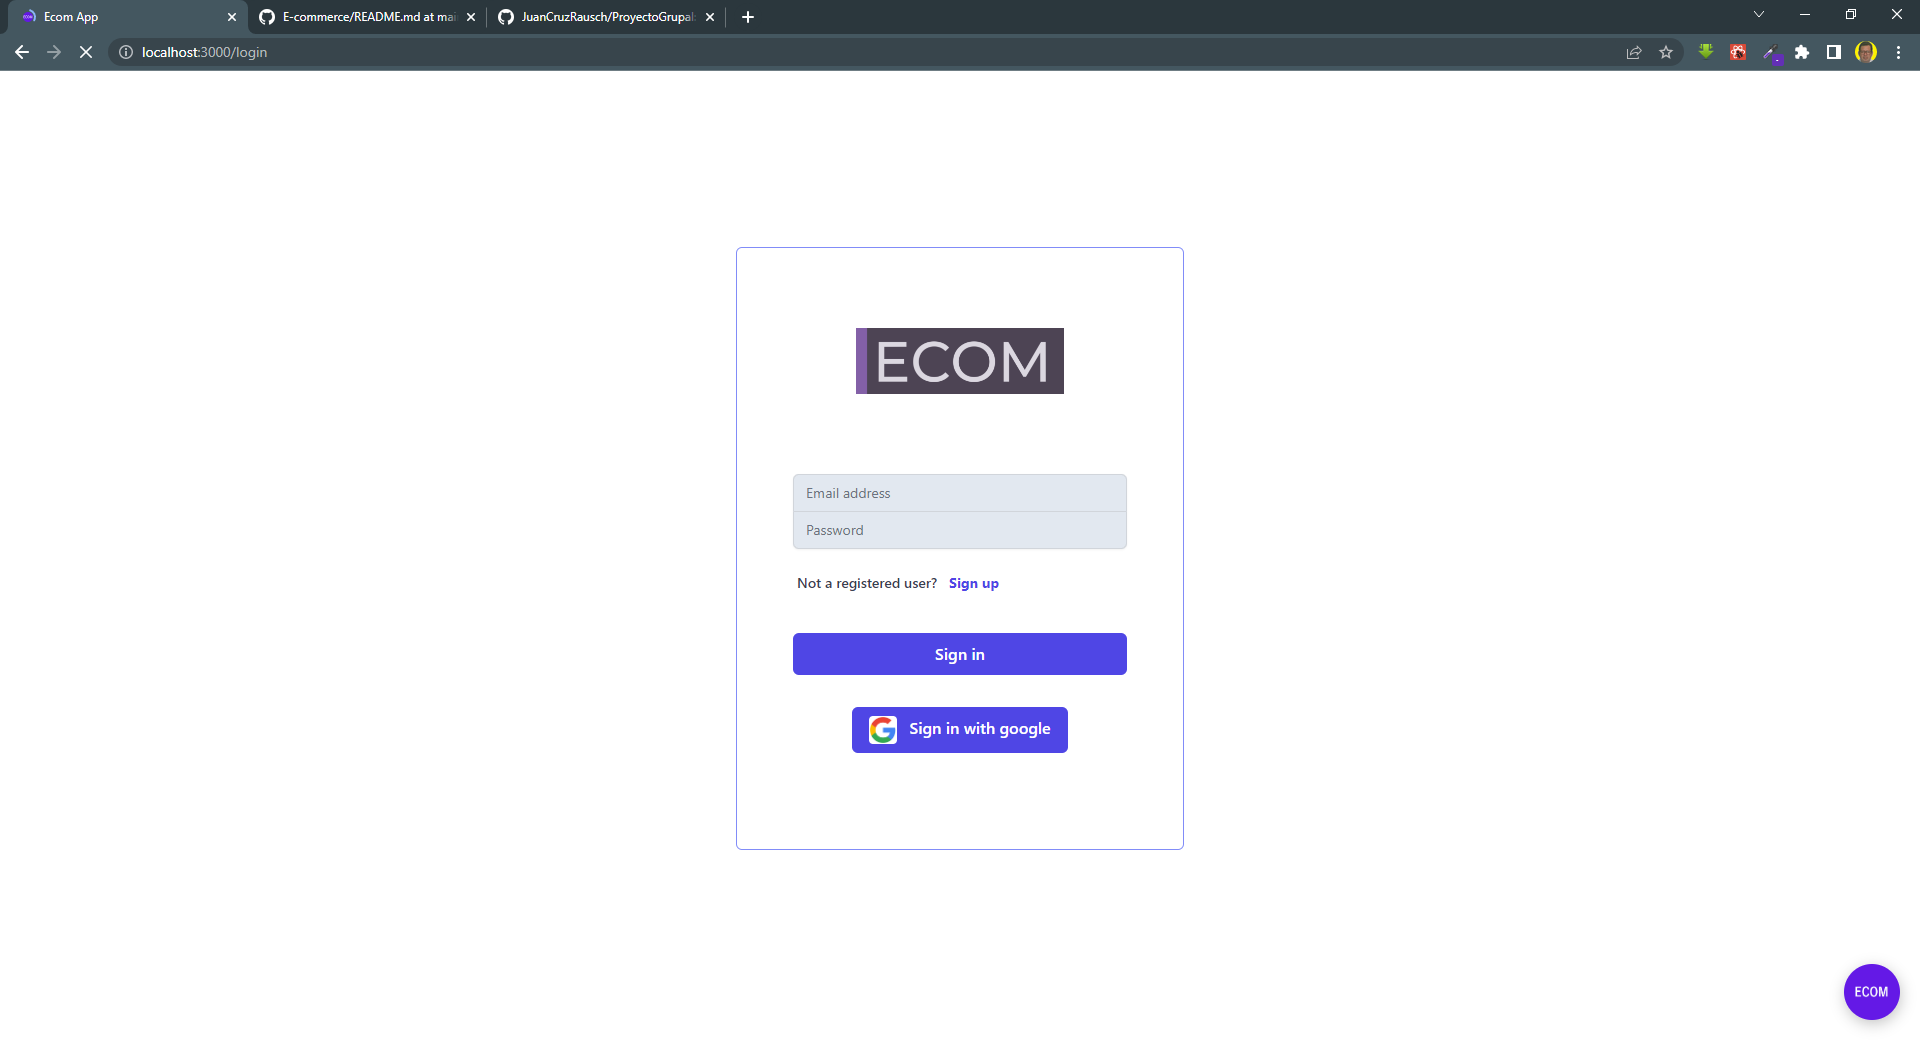 Ecom App
E-commerce/README.md at mai
JuanCruzRausch/ProyectoGrupal
localhost:3000/login
ECOM
Email address
Password
Not a registered user? Sign up
Sign in
Sign in with google
ECOM